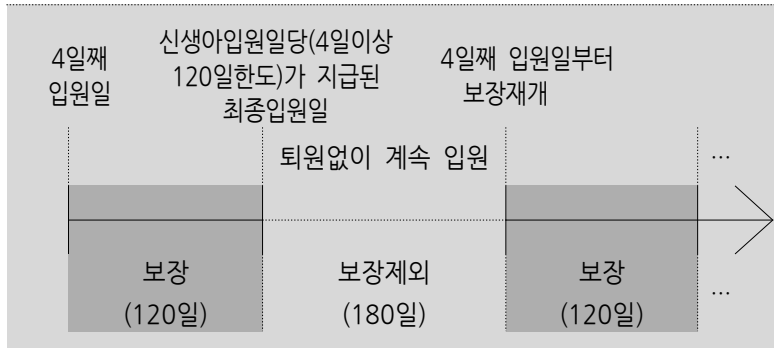 4일째
입원일
신생아입원일당(4일이상
120일한도)가 지급된
최종입원일
4일째 입원일부터
보장재개
퇴원없이 계속 입원
...
보장
(120일)
보장제외
(180일)
보장
(120일)
...